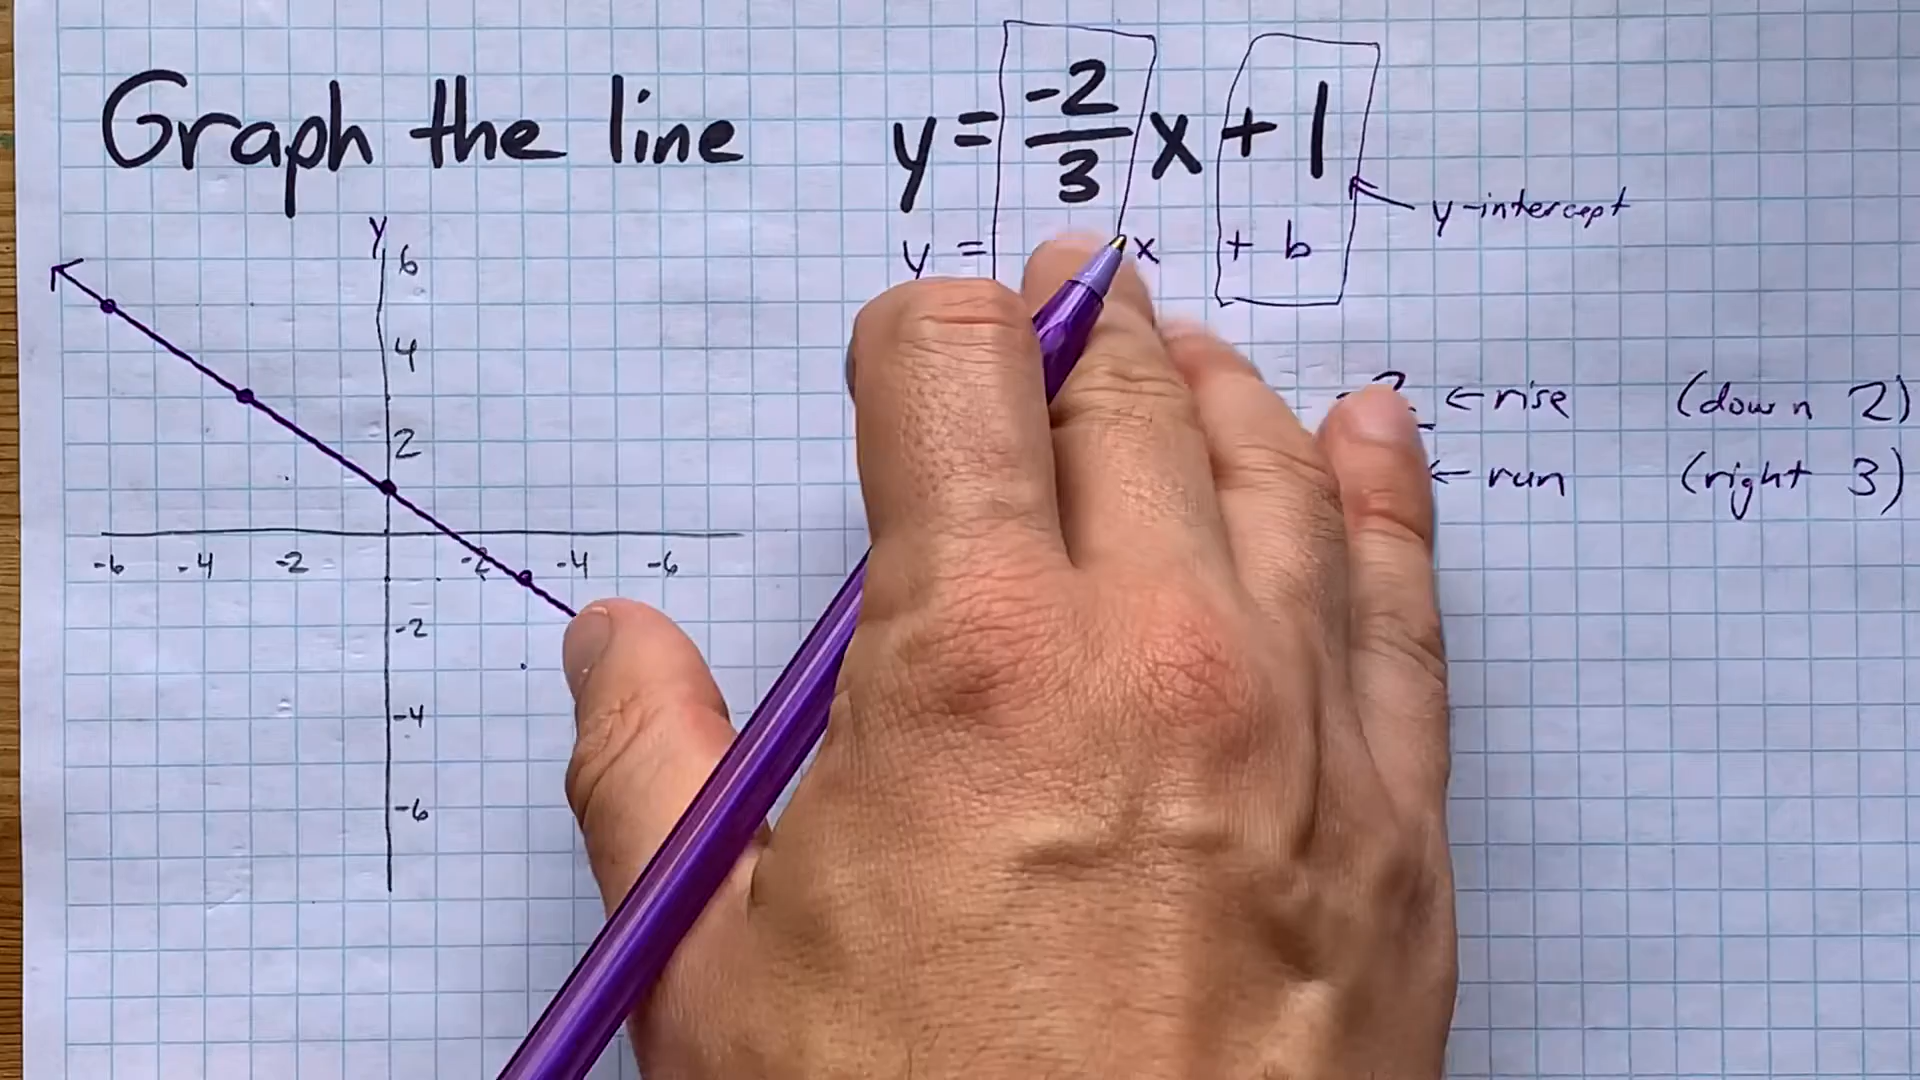 Graph the line y = -2/3 x + 1
y-intercept
y = x + b
y
6
4
2
-6 -4 -2 -2 -4 -6
-2
-4
-6
← rise (down 2)
← run (right 3)